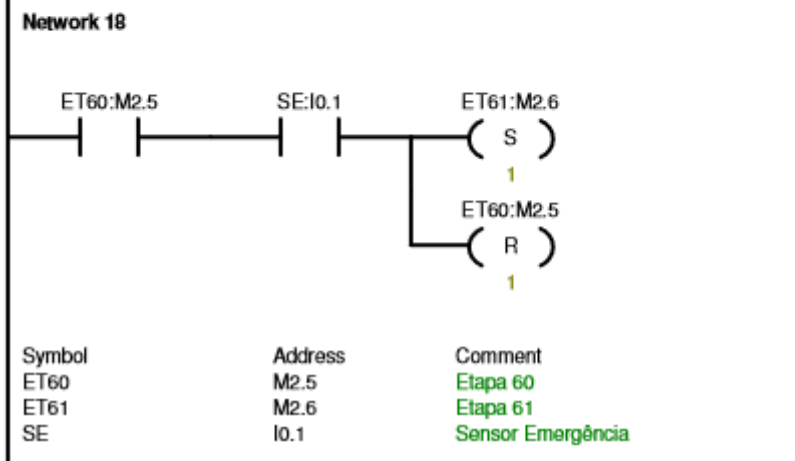 Network 18
ET60:M2.5 SE:I0.1 ET61:M2.6
S
1
ET60:M2.5
R
1
Symbol Address Comment
ET60 M2.5 Etapa 60
ET61 M2.6 Etapa 61
SE I0.1 Sensor Emergência